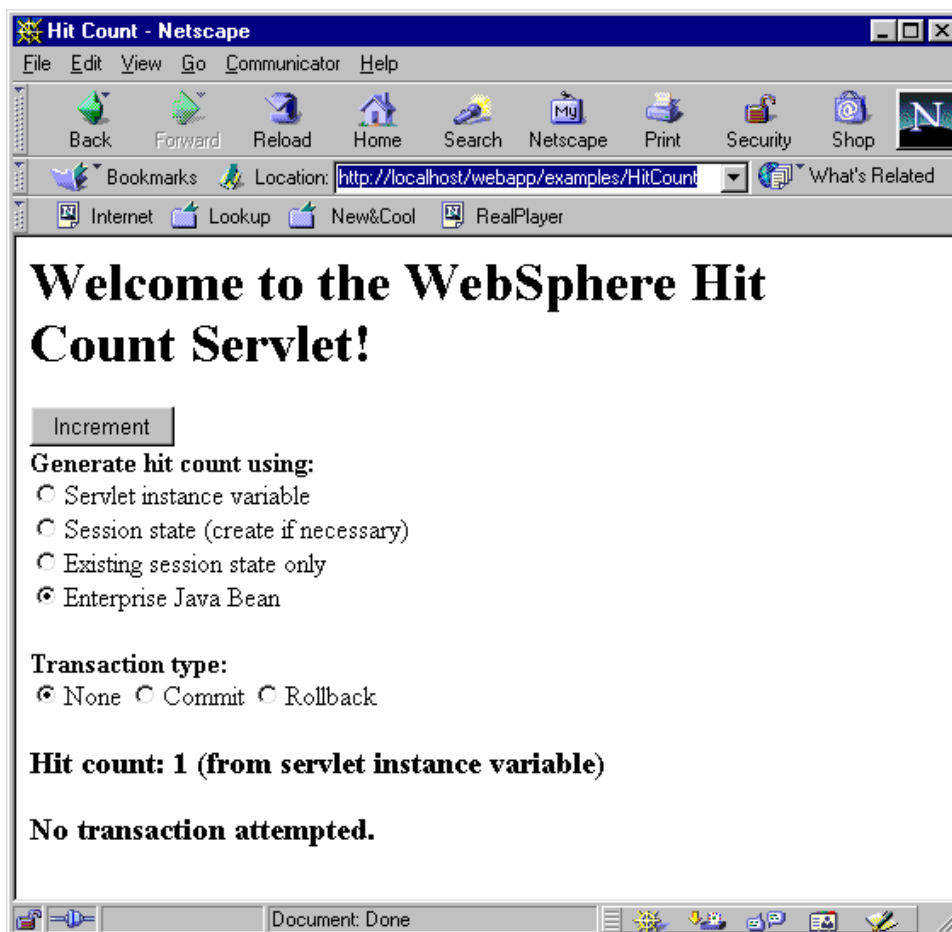 Hit Count - Netscape
File Edit View Go Communicator Help
Back Forward Reload Home Search Netscape Print Security Shop
My
N
Bookmarks Location: http://localhost/webapp/examples/HitCount What's Related
Internet Lookup New&Cool RealPlayer
Welcome to the WebSphere Hit
Count Servlet!
Increment
Generate hit count using:
Servlet instance variable
Session state (create if necessary)
Existing session state only
Enterprise Java Bean
Transaction type:
None Commit Rollback
Hit count: 1 (from servlet instance variable)
No transaction attempted.
Document: Done